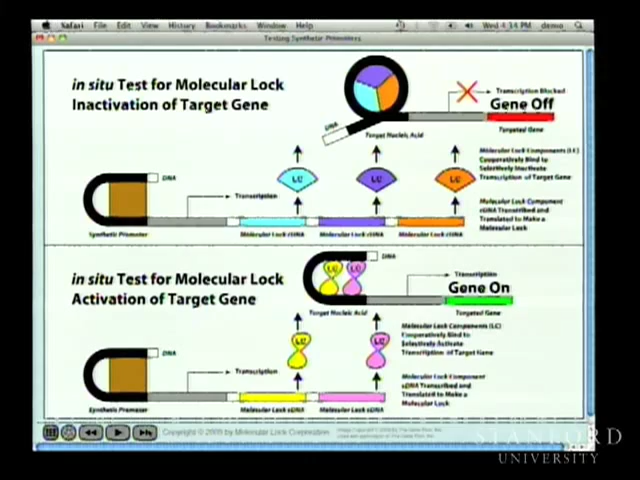 Safari File Edit View History Bookmarks Window Help
Wed 4:34 PM demo
Testing Synthetic Promoters
in situ Test for Molecular Lock
Inactivation of Target Gene
DNA
Target Nucleic Acid
Transcription Blocked
Gene Off
Targeted Gene
LC LC LC
Molecular Lock Components (LC)
Cooperatively Bind to
Selectively Inactivate
Transcription of Target Gene
DNA
Transcription
Molecular Lock Component
cDNA Transcribed and
Translated to Make a
Molecular Lock
Synthetic Promoter
Molecular Lock cDNA Molecular Lock cDNA Molecular Lock cDNA
in situ Test for Molecular Lock
Activation of Target Gene
LC LC
DNA
Transcription
Gene On
Target Nucleic Acid
Targeted Gene
LC LC
Molecular Lock Components (LC)
Cooperatively Bind to
Selectively Activate
Transcription of Target Gene
DNA
Transcription
Molecular Lock Component
cDNA Transcribed and
Translated to Make a
Molecular Lock
Synthetic Promoter
Molecular Lock cDNA Molecular Lock cDNA
Copyright © 2005 by Molecular Lock Corporation
STANFORD
UNIVERSITY